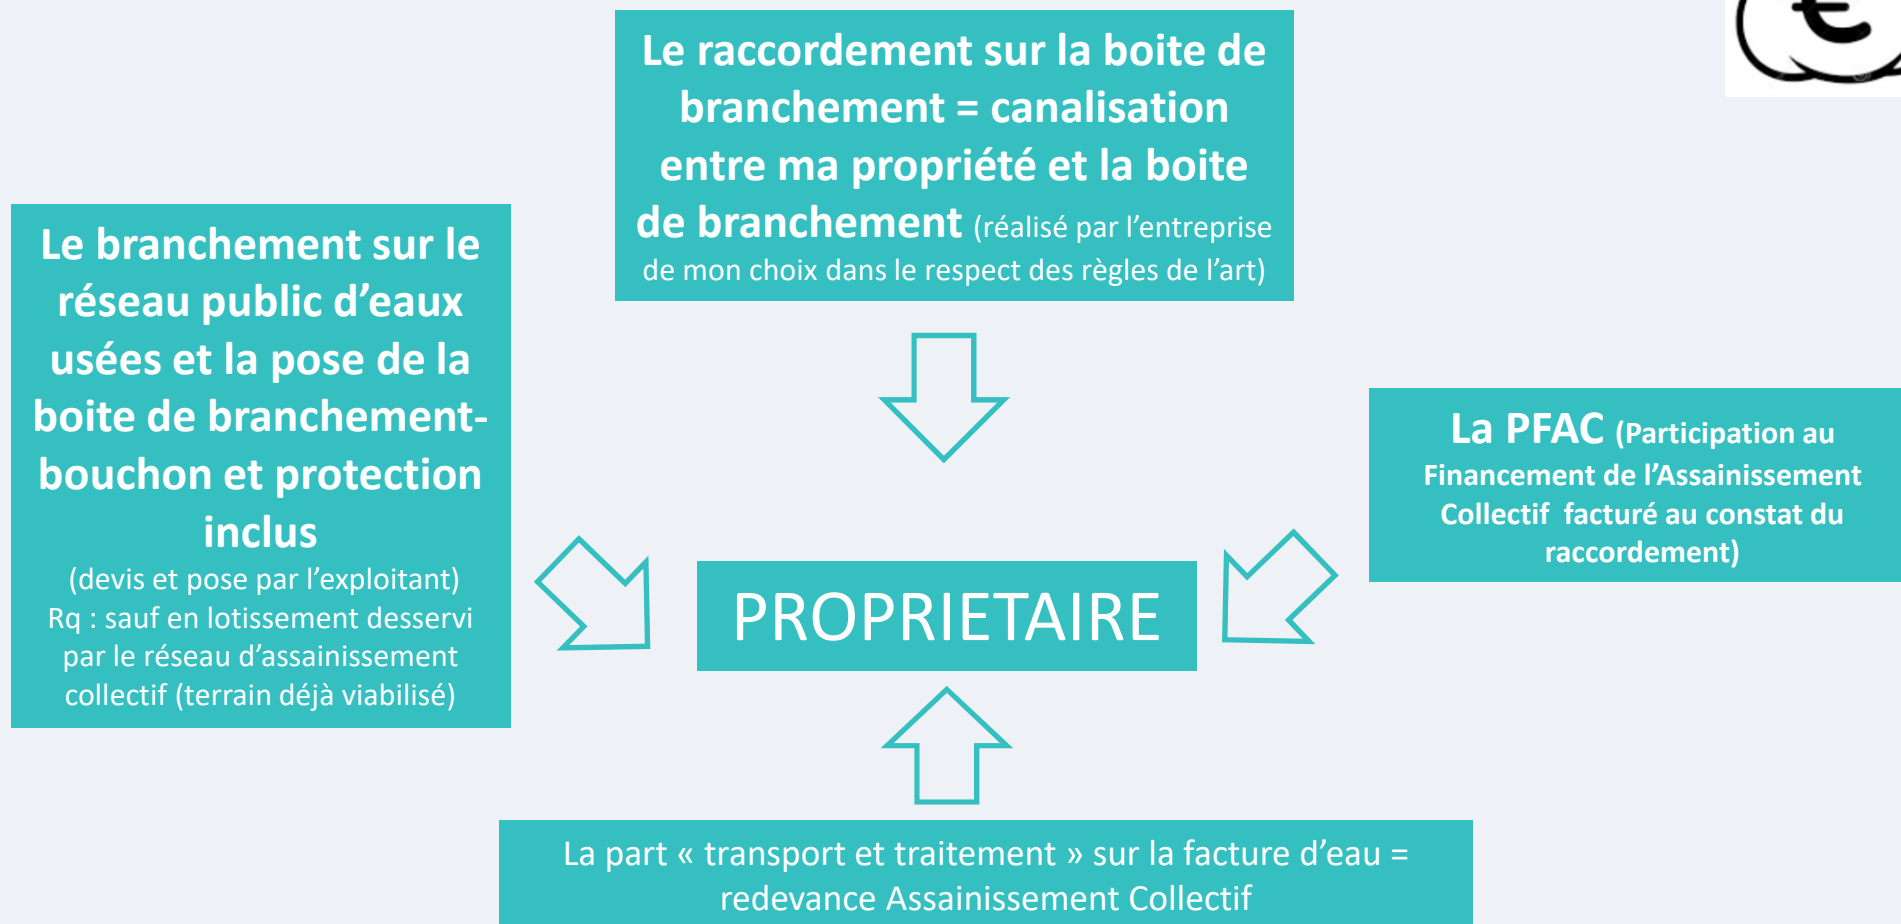 Le raccordement sur la boite de
branchement = canalisation
entre ma propriété et la boite
de branchement (réalisé par l’entreprise
de mon choix dans le respect des règles de l’art)
€
Le branchement sur le
réseau public d’eaux
usées et la pose de la
boite de branchement-
bouchon et protection
inclus
(devis et pose par l’exploitant)
Rq : sauf en lotissement desservi
par le réseau d’assainissement
collectif (terrain déjà viabilisé)
La PFAC (Participation au
Financement de l’Assainissement
Collectif facturé au constat du
raccordement)
PROPRIETAIRE
La part « transport et traitement » sur la facture d’eau =
redevance Assainissement Collectif